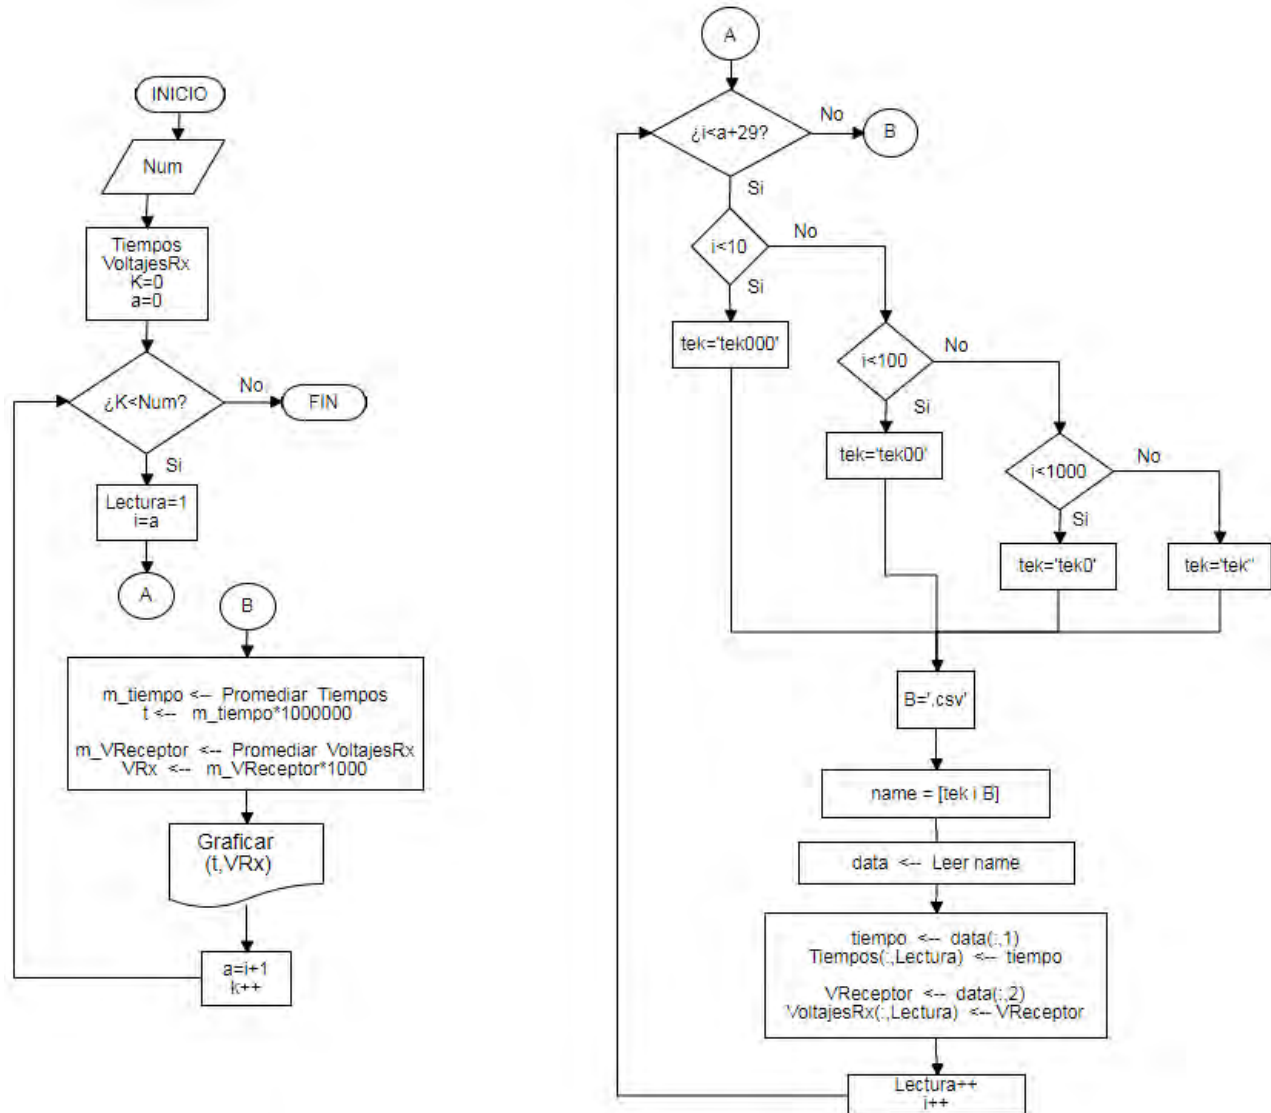 INICIO
Num
Tiempos
VoltajesRx
K=0
a=0
¿K<Num?
No
FIN
Si
Lectura=1
i=a
A
B
m_tiempo <-- Promediar Tiempos
t <-- m_tiempo*1000000
m_VReceptor <-- Promediar VoltajesRx
VRx <-- m_VReceptor*1000
Graficar
(t,VRx)
a=i+1
k++
A
¿i<a+29?
No
B
Si
i<10
No
Si
tek='tek000'
i<100
No
Si
tek='tek00'
i<1000
No
Si
tek='tek0'
tek='tek''
B='.csv'
name = [tek i B]
data <-- Leer name
tiempo <-- data(:,1)
Tiempos(:,Lectura) <-- tiempo
VReceptor <-- data(:,2)
VoltajesRx(:,Lectura) <-- VReceptor
Lectura++
i++